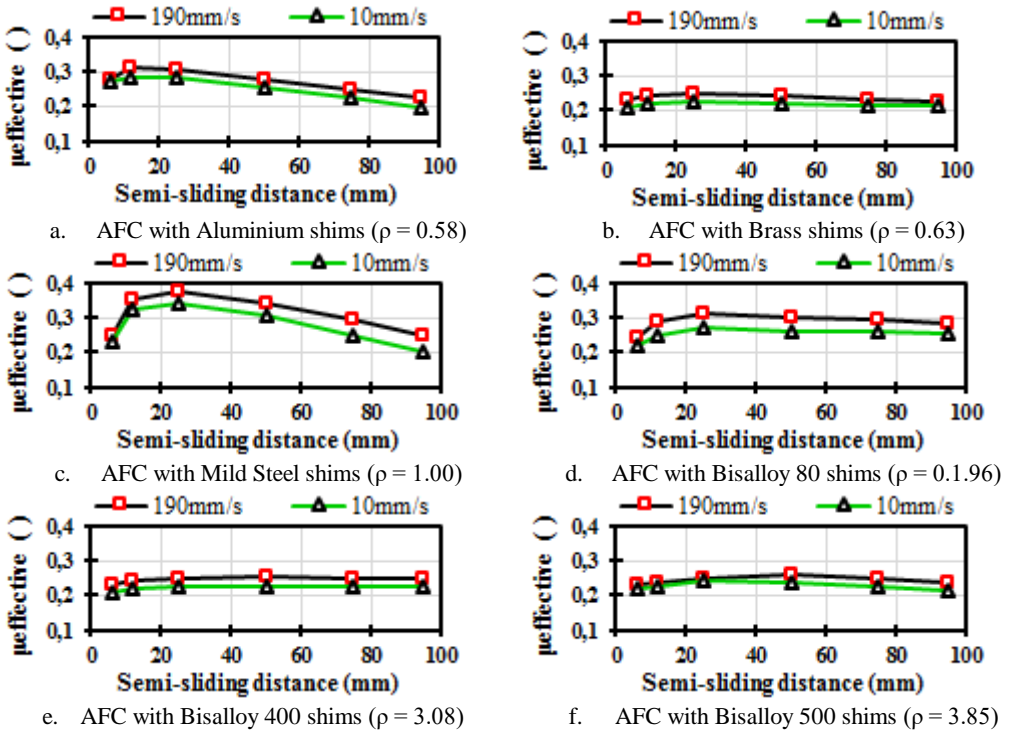 190mm/s 10mm/s
0,4
0,3
0,2
0,1
μeffective ( )
0 20 40 60 80 100
Semi-sliding distance (mm)
a. AFC with Aluminium shims (ρ = 0.58)
190mm/s 10mm/s
0,4
0,3
0,2
0,1
μeffective ( )
0 20 40 60 80 100
Semi-sliding distance (mm)
b. AFC with Brass shims (ρ = 0.63)
190mm/s 10mm/s
0,4
0,3
0,2
0,1
μeffective ( )
0 20 40 60 80 100
Semi-sliding distance (mm)
c. AFC with Mild Steel shims (ρ = 1.00)
190mm/s 10mm/s
0,4
0,3
0,2
0,1
μeffective ( )
0 20 40 60 80 100
Semi-sliding distance (mm)
d. AFC with Bisalloy 80 shims (ρ = 0.1.96)
190mm/s 10mm/s
0,4
0,3
0,2
0,1
μeffective ( )
0 20 40 60 80 100
Semi-sliding distance (mm)
e. AFC with Bisalloy 400 shims (ρ = 3.08)
190mm/s 10mm/s
0,4
0,3
0,2
0,1
μeffective ( )
0 20 40 60 80 100
Semi-sliding distance (mm)
f. AFC with Bisalloy 500 shims (ρ = 3.85)